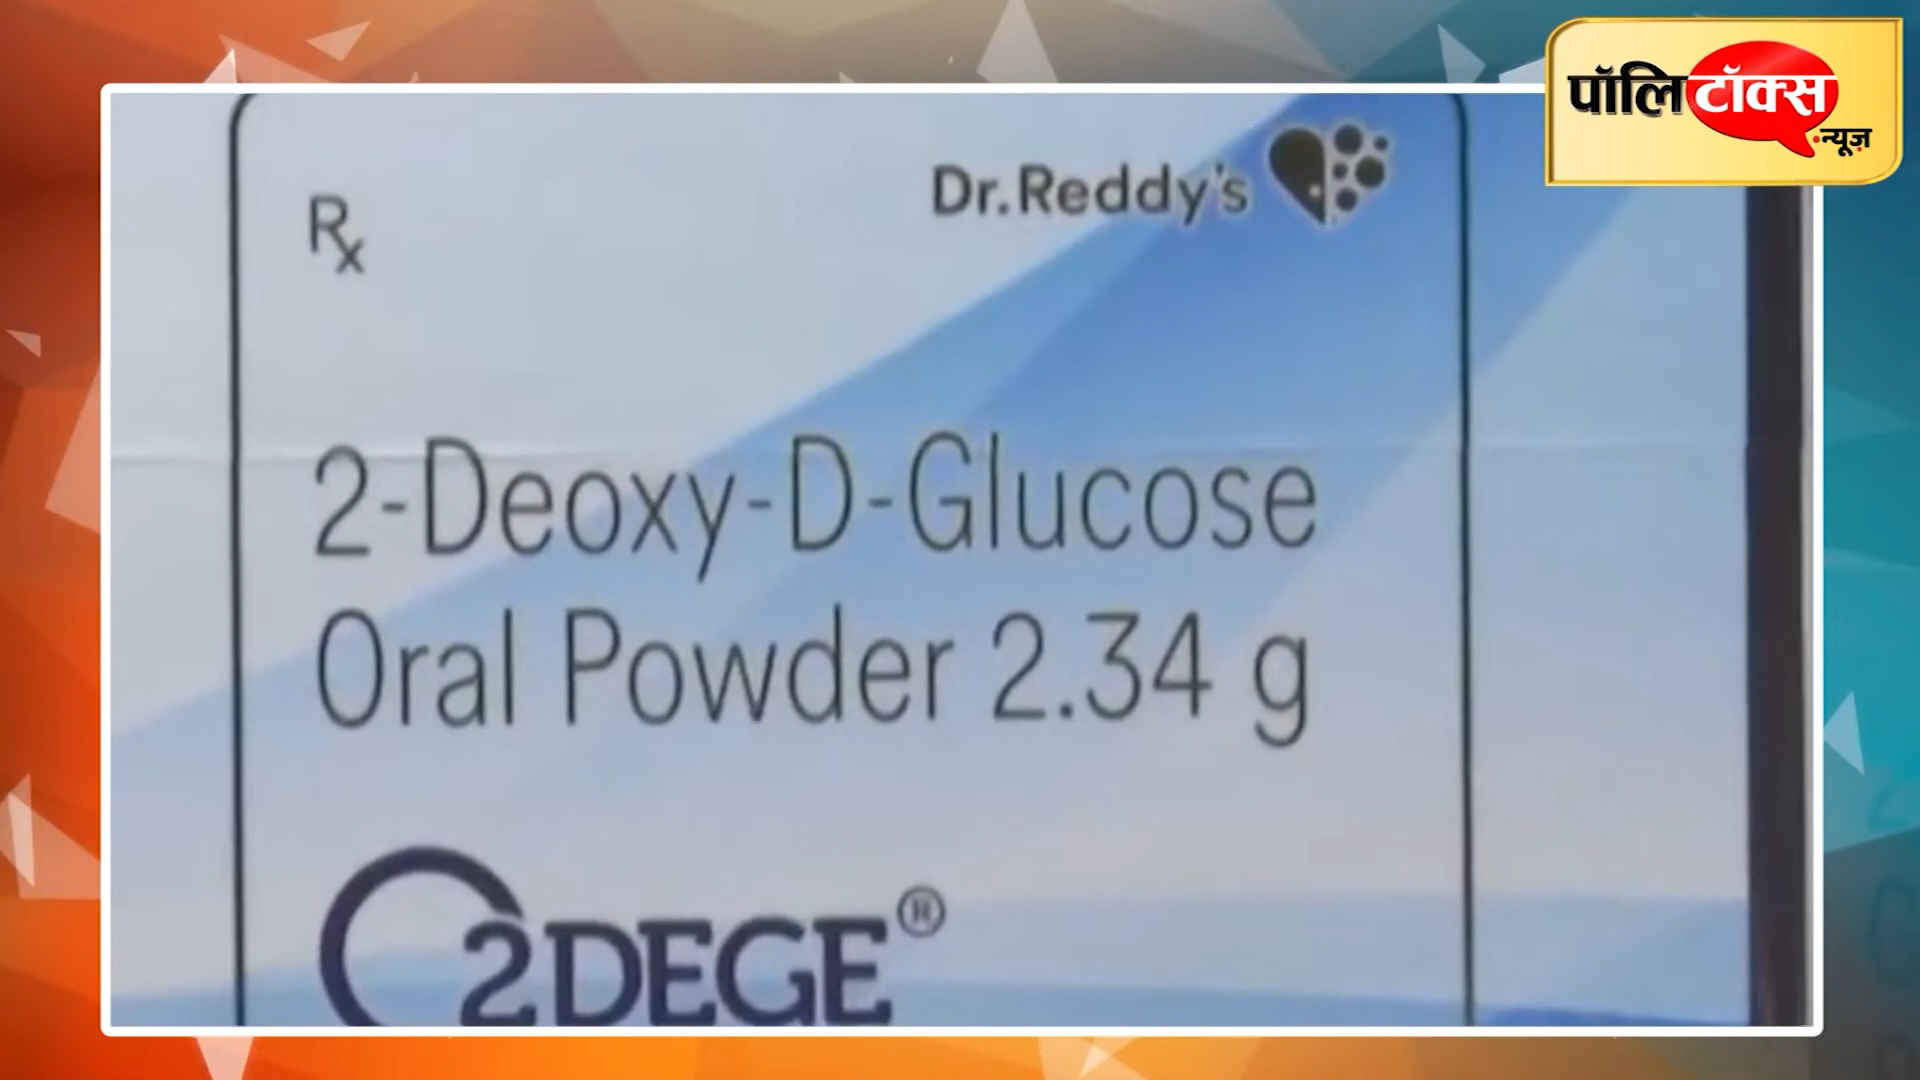 पॉलिटॉक्स
न्यूज़
Dr.Reddy's
Rx
2-Deoxy-D-Glucose
Oral Powder 2.34 g
2DEGE®